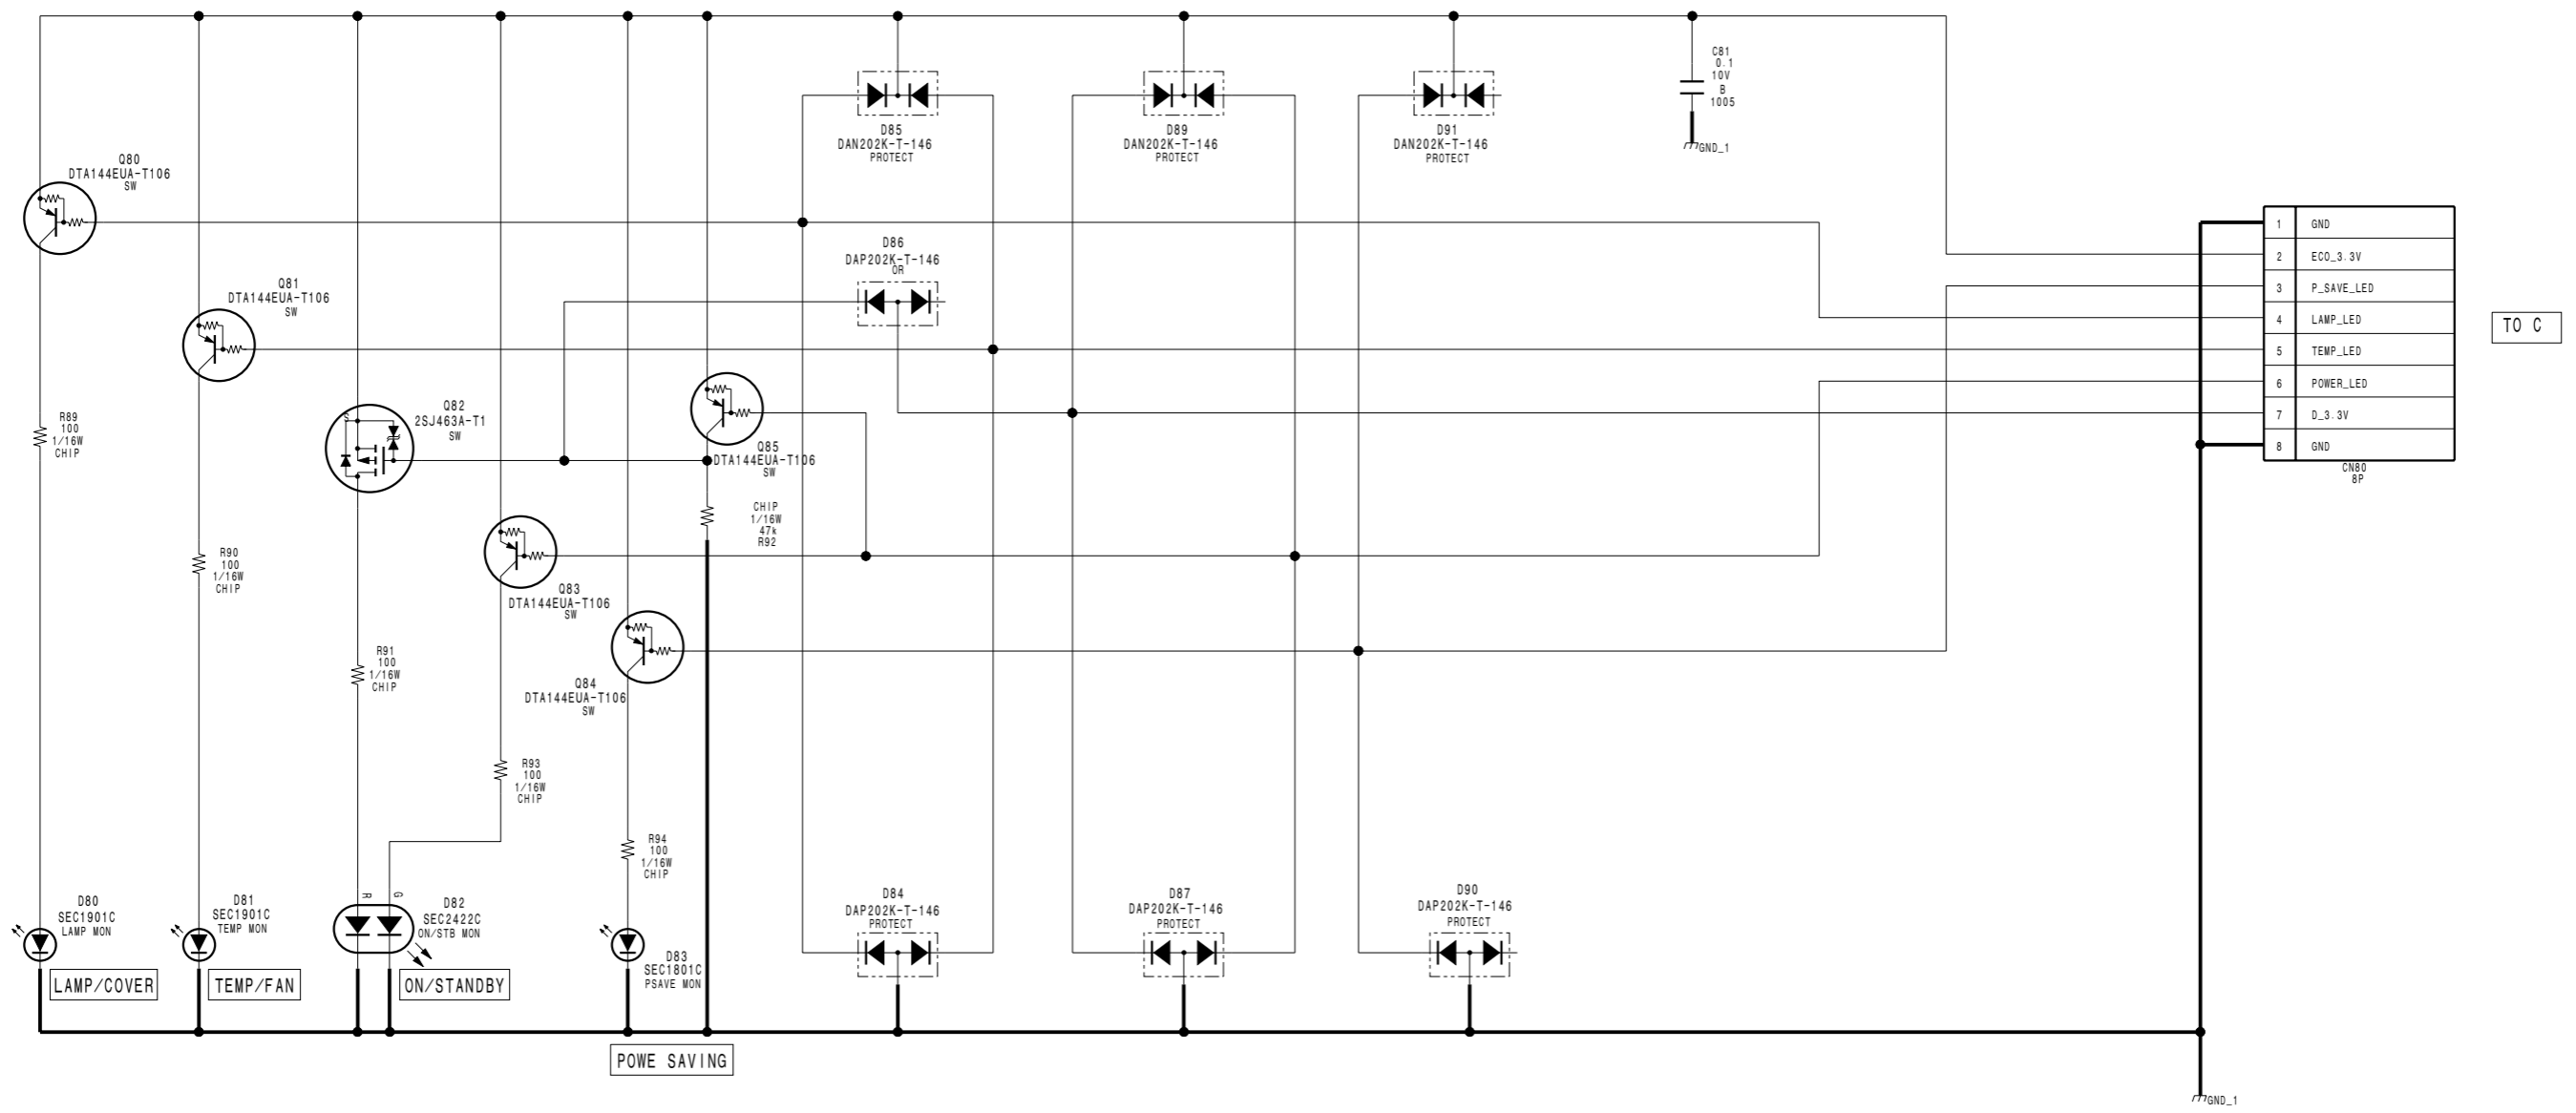 C81
0.1
10V
B
1005
GND_1
D85
DAN202K-T-146
PROTECT
D89
DAN202K-T-146
PROTECT
D91
DAN202K-T-146
PROTECT
Q80
DTA144EUA-T106
SW
D86
DAP202K-T-146
OR
Q81
DTA144EUA-T106
SW
1 GND
2 ECO_3.3V
3 P_SAVE_LED
4 LAMP_LED
5 TEMP_LED
6 POWER_LED
7 D_3.3V
8 GND
CN80
8P
TO C
R89
100
1/16W
CHIP
S
Q82
2SJ463A-T1
SW
Q85
DTA144EUA-T106
SW
CHIP
1/16W
47k
R92
R90
100
1/16W
CHIP
Q83
DTA144EUA-T106
SW
R91
100
1/16W
CHIP
Q84
DTA144EUA-T106
SW
R93
100
1/16W
CHIP
R94
100
1/16W
CHIP
D80
SEC1901C
LAMP MON
D81
SEC1901C
TEMP MON
R
G
D82
SEC2422C
ON/STB MON
D83
SEC1801C
PSAVE MON
D84
DAP202K-T-146
PROTECT
D87
DAP202K-T-146
PROTECT
D90
DAP202K-T-146
PROTECT
LAMP/COVER
TEMP/FAN
ON/STANDBY
POWE SAVING
GND_1